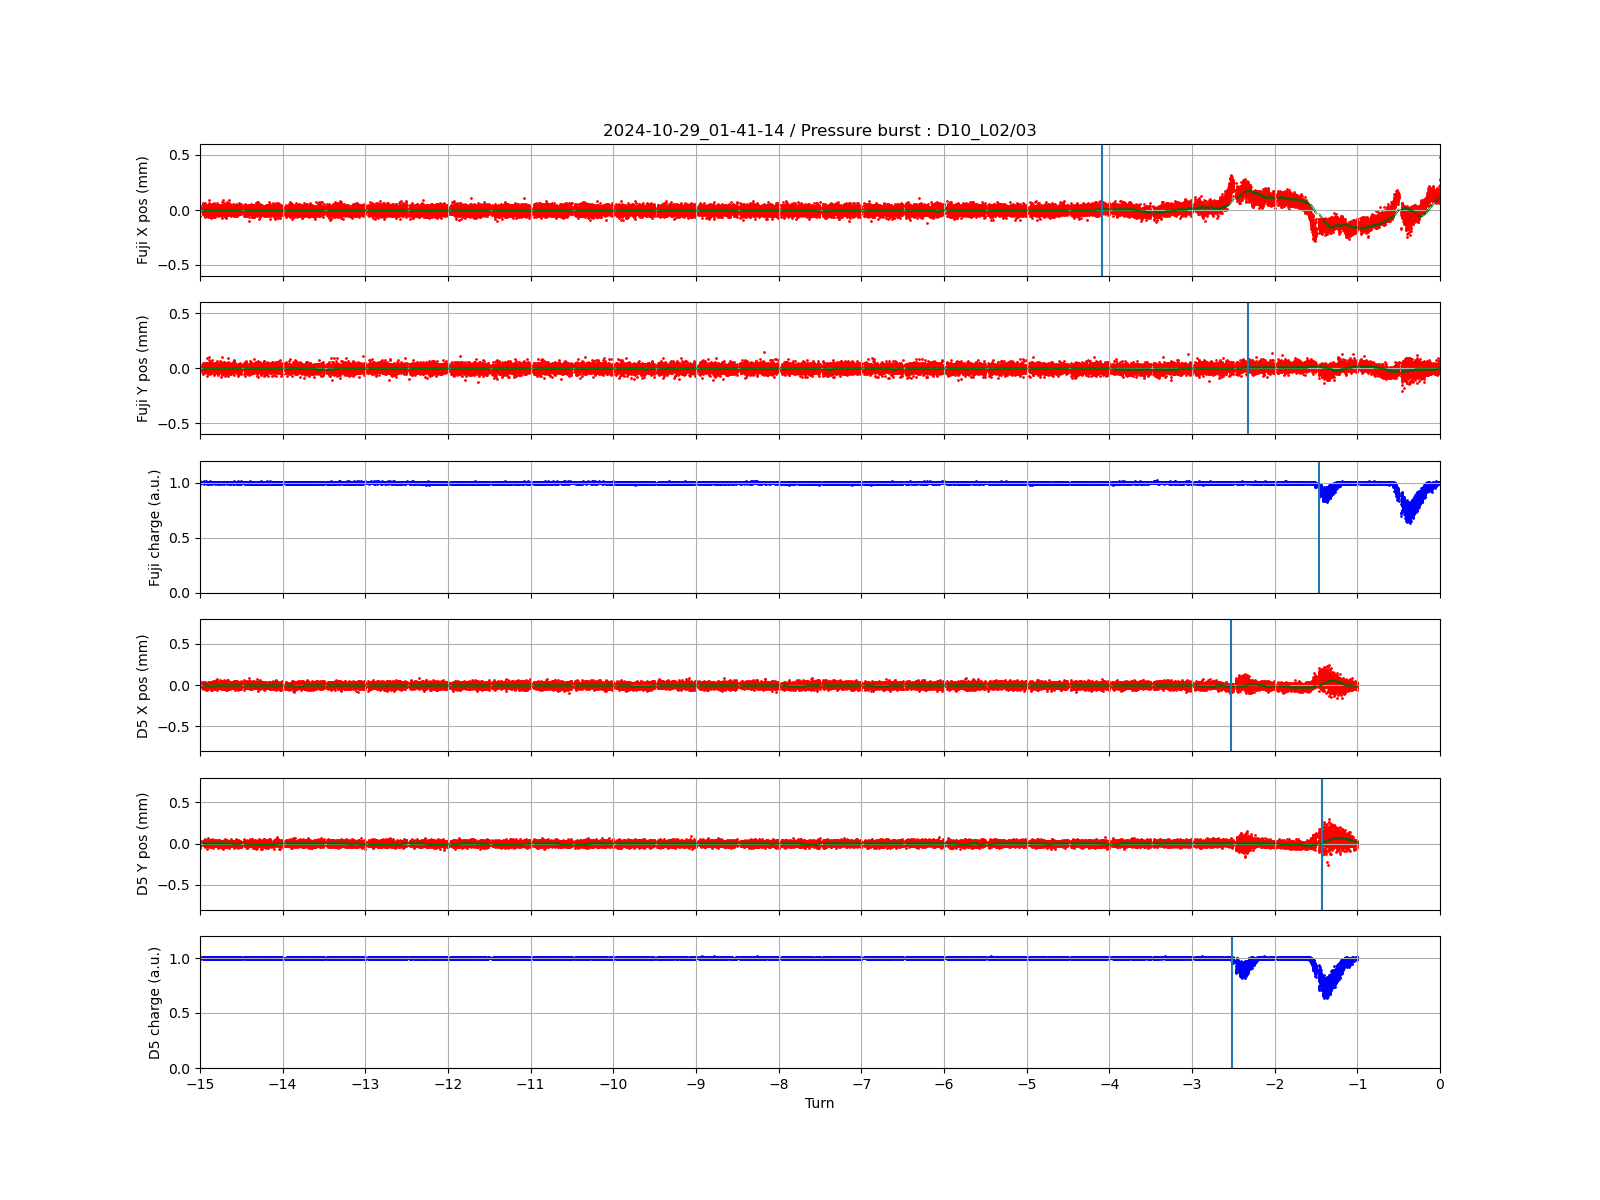 2024-10-29_01-41-14 / Pressure burst : D10_L02/03
Fuji X pos (mm)
0.5
0.0
−0.5
Fuji Y pos (mm)
0.5
0.0
−0.5
Fuji charge (a.u.)
1.0
0.5
0.0
D5 X pos (mm)
0.5
0.0
−0.5
D5 Y pos (mm)
0.5
0.0
−0.5
D5 charge (a.u.)
1.0
0.5
0.0
−15 −14 −13 −12 −11 −10 −9 −8 −7 −6 −5 −4 −3 −2 −1 0
Turn